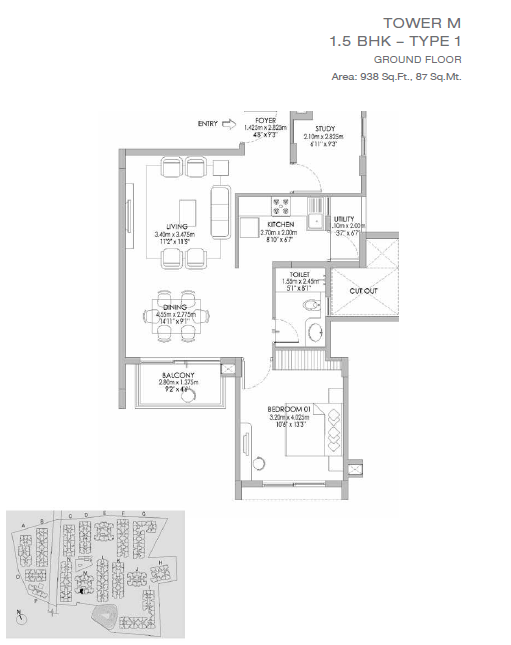 TOWER M
1.5 BHK – TYPE 1
GROUND FLOOR
Area: 938 Sq.Ft., 87 Sq.Mt.
ENTRY
FOYER
1.425m x 2.825m
4'8" x 9'3"
STUDY
2.10m x 2.825m
6'11" x 9'3"
LIVING
3.40m x 3.475m
11'2" x 11'5"
KITCHEN
2.70m x 2.00m
8'10" x 6'7"
UTILITY
.10m x 2.00m
3'7" x 6'7"
TOILET
1.55m x 2.45m
5'1" x 8'1"
CUT OUT
DINING
4.55m x 2.775m
14'11" x 9'1"
BALCONY
2.80m x 1.375m
9'2" x 4'6"
BEDROOM 01
3.20m x 4.025m
10'6" x 13'3"
A
B
C
D
E
F
G
H
J
K
L
M
N
O
P
N